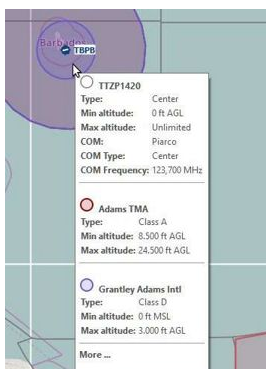 Barbados
TBPB
TTZP1420
Type: Center
Min altitude: 0 ft AGL
Max altitude: Unlimited
COM: Piarco
COM Type: Center
COM Frequency: 123,700 MHz
Adams TMA
Type: Class A
Min altitude: 8.500 ft AGL
Max altitude: 24.500 ft AGL
Grantley Adams Intl
Type: Class D
Min altitude: 0 ft MSL
Max altitude: 3.000 ft AGL
More ...